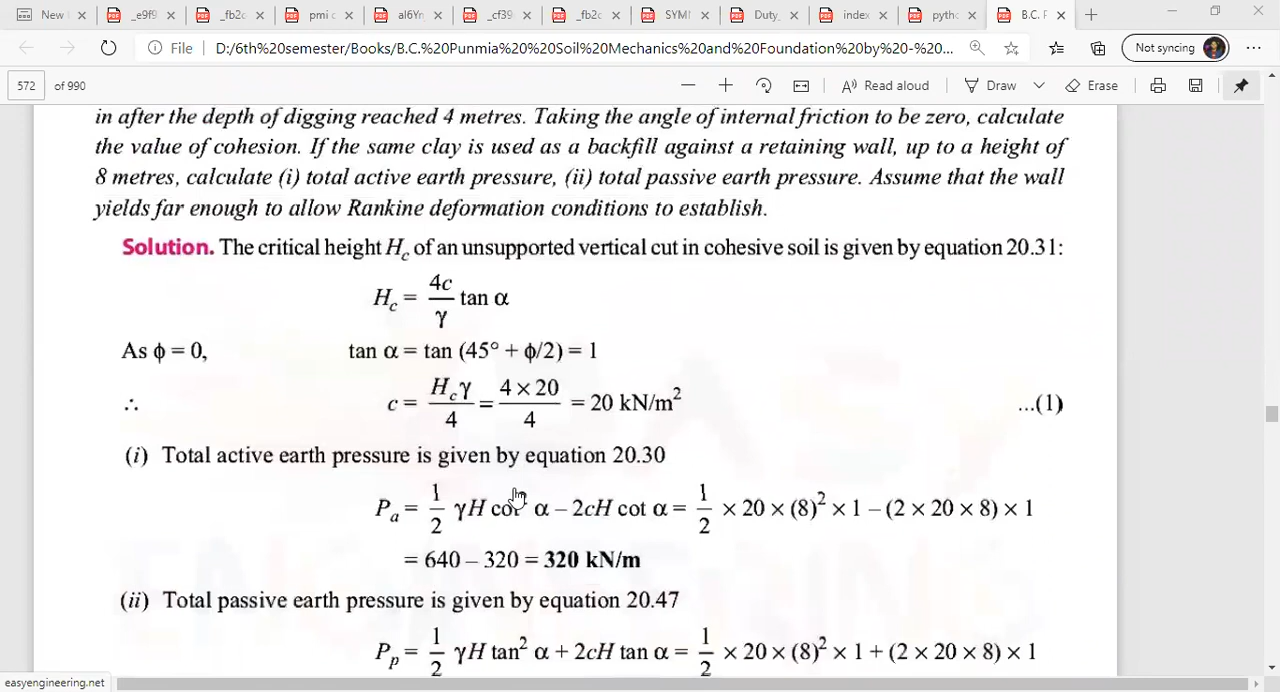 New
_e9f9
_fb2c
pmi c
al6Yr
_cf39
_fb2c
SYM
Duty_
index
pytho
B.C. P
File D:/6th%20semester/Books/B.C.%20Punmia%20%20Soil%20Mechanics%20and%20Foundation%20by%20-%20... Not syncing
572 of 990 Read aloud Draw Erase
in after the depth of digging reached 4 metres. Taking the angle of internal friction to be zero, calculate
the value of cohesion. If the same clay is used as a backfill against a retaining wall, up to a height of
8 metres, calculate (i) total active earth pressure, (ii) total passive earth pressure. Assume that the wall
yields far enough to allow Rankine deformation conditions to establish.
Solution. The critical height H_c of an unsupported vertical cut in cohesive soil is given by equation 20.31:
H_c = 4c/γ tan α
As ϕ = 0, tan α = tan (45° + ϕ/2) = 1
∴ c = H_cγ/4 = 4 × 20/4 = 20 kN/m² ...(1)
(i) Total active earth pressure is given by equation 20.30
P_a = 1/2 γH cot α – 2cH cot α = 1/2 × 20 × (8)² × 1 – (2 × 20 × 8) × 1
= 640 – 320 = 320 kN/m
(ii) Total passive earth pressure is given by equation 20.47
P_p = 1/2 γH tan² α + 2cH tan α = 1/2 × 20 × (8)² × 1 + (2 × 20 × 8) × 1
easyengineering.net